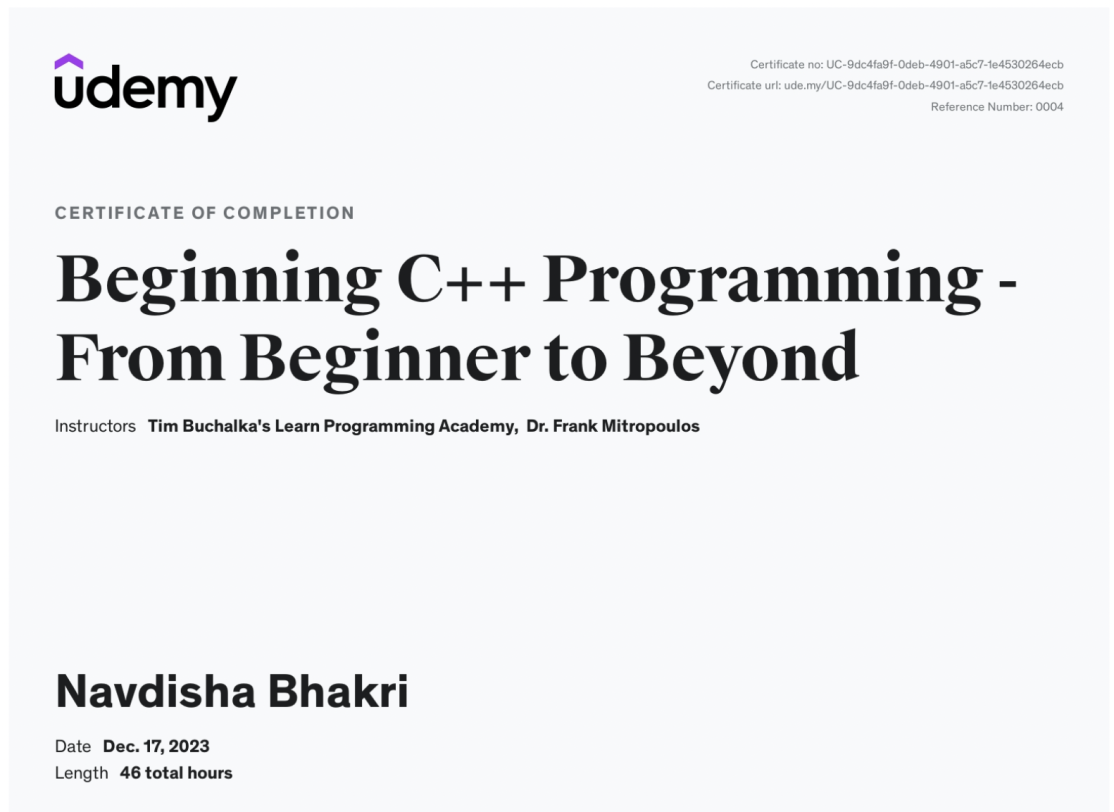 udemy
Certificate no: UC-9dc4fa9f-0deb-4901-a5c7-1e4530264ecb
Certificate url: ude.my/UC-9dc4fa9f-0deb-4901-a5c7-1e4530264ecb
Reference Number: 0004
CERTIFICATE OF COMPLETION
Beginning C++ Programming -
From Beginner to Beyond
Instructors Tim Buchalka's Learn Programming Academy, Dr. Frank Mitropoulos
Navdisha Bhakri
Date Dec. 17, 2023
Length 46 total hours